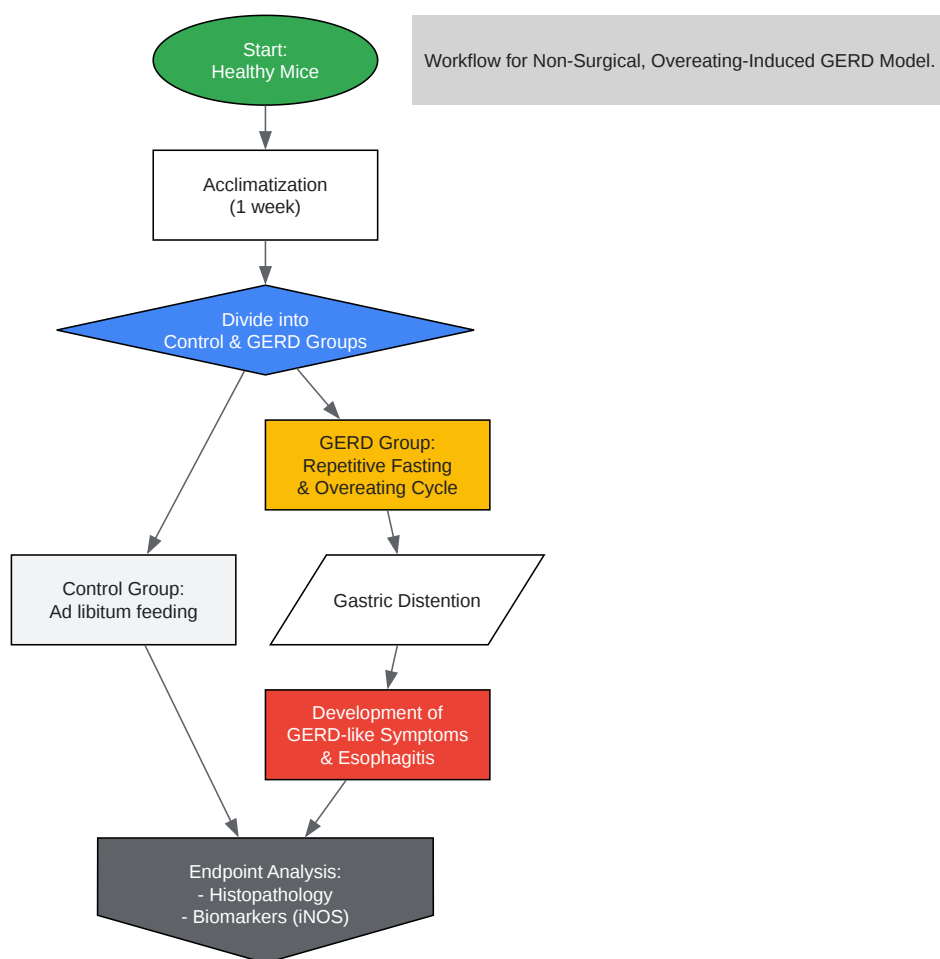 Start:
Healthy Mice
Workflow for Non-Surgical, Overeating-Induced GERD Model.
Acclimatization
(1 week)
Divide into
Control & GERD Groups
GERD Group:
Repetitive Fasting
& Overeating Cycle
Control Group:
Ad libitum feeding
Gastric Distention
Development of
GERD-like Symptoms
& Esophagitis
Endpoint Analysis:
- Histopathology
- Biomarkers (iNOS)